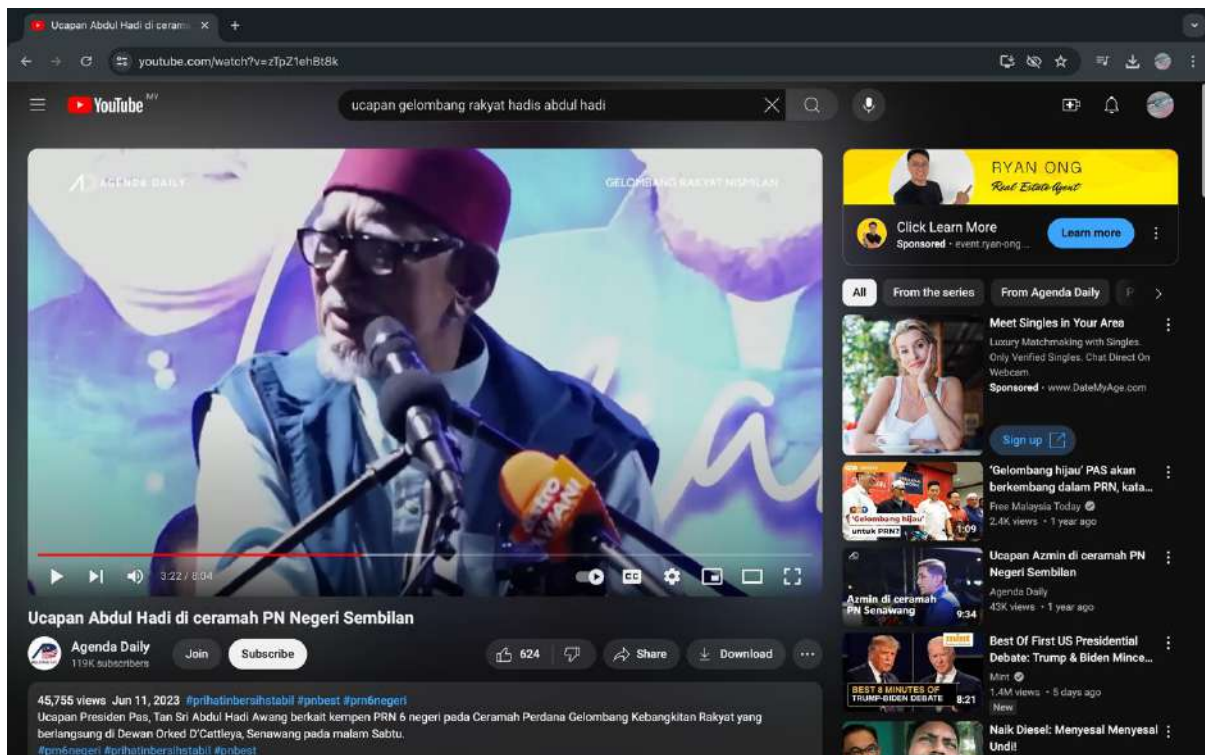 Ucapan Abdul Hadi di ceram
youtube.com/watch?v=zTpZ1ehBt8k
YouTube MY
ucapan gelombang rakyat hadis abdul hadi
AGENDA DAILY
GELOMBANG RAKYAT NISMILAN
ASTRO AWANI
3:22 / 8:04
CC
Ucapan Abdul Hadi di ceramah PN Negeri Sembilan
Agenda Daily
119K subscribers
Join
Subscribe
624
Share
Download
45,755 views Jun 11, 2023 #prihatinbersihstabil #pnbest #prn6negeri
Ucapan Presiden Pas, Tan Sri Abdul Hadi Awang berkait kempen PRN 6 negeri pada Ceramah Perdana Gelombang Kebangkitan Rakyat yang
berlangsung di Dewan Orked D'Cattleya, Senawang pada malam Sabtu.
#prn6negeri #prihatinbersihstabil #pnbest
RYAN ONG
Real Estate Agent
Click Learn More
Sponsored · event.ryan-ong...
Learn more
All
From the series
From Agenda Daily
Meet Singles in Your Area
Luxury Matchmaking with Singles.
Only Verified Singles. Chat Direct On
Webcam.
Sponsored · www.DateMyAge.com
Sign up
'Gelombang hijau'
untuk PRN?
1:09
'Gelombang hijau' PAS akan
berkembang dalam PRN, kata...
Free Malaysia Today
2.4K views · 1 year ago
Azmin di ceramah
PN Senawang
9:34
Ucapan Azmin di ceramah PN
Negeri Sembilan
Agenda Daily
43K views · 1 year ago
mint
BEST 8 MINUTES OF
TRUMP-BIDEN DEBATE
8:21
Best Of First US Presidential
Debate: Trump & Biden Mince...
Mint
1.4M views · 5 days ago
New
Naik Diesel: Menyesal Menyesal
Undi!